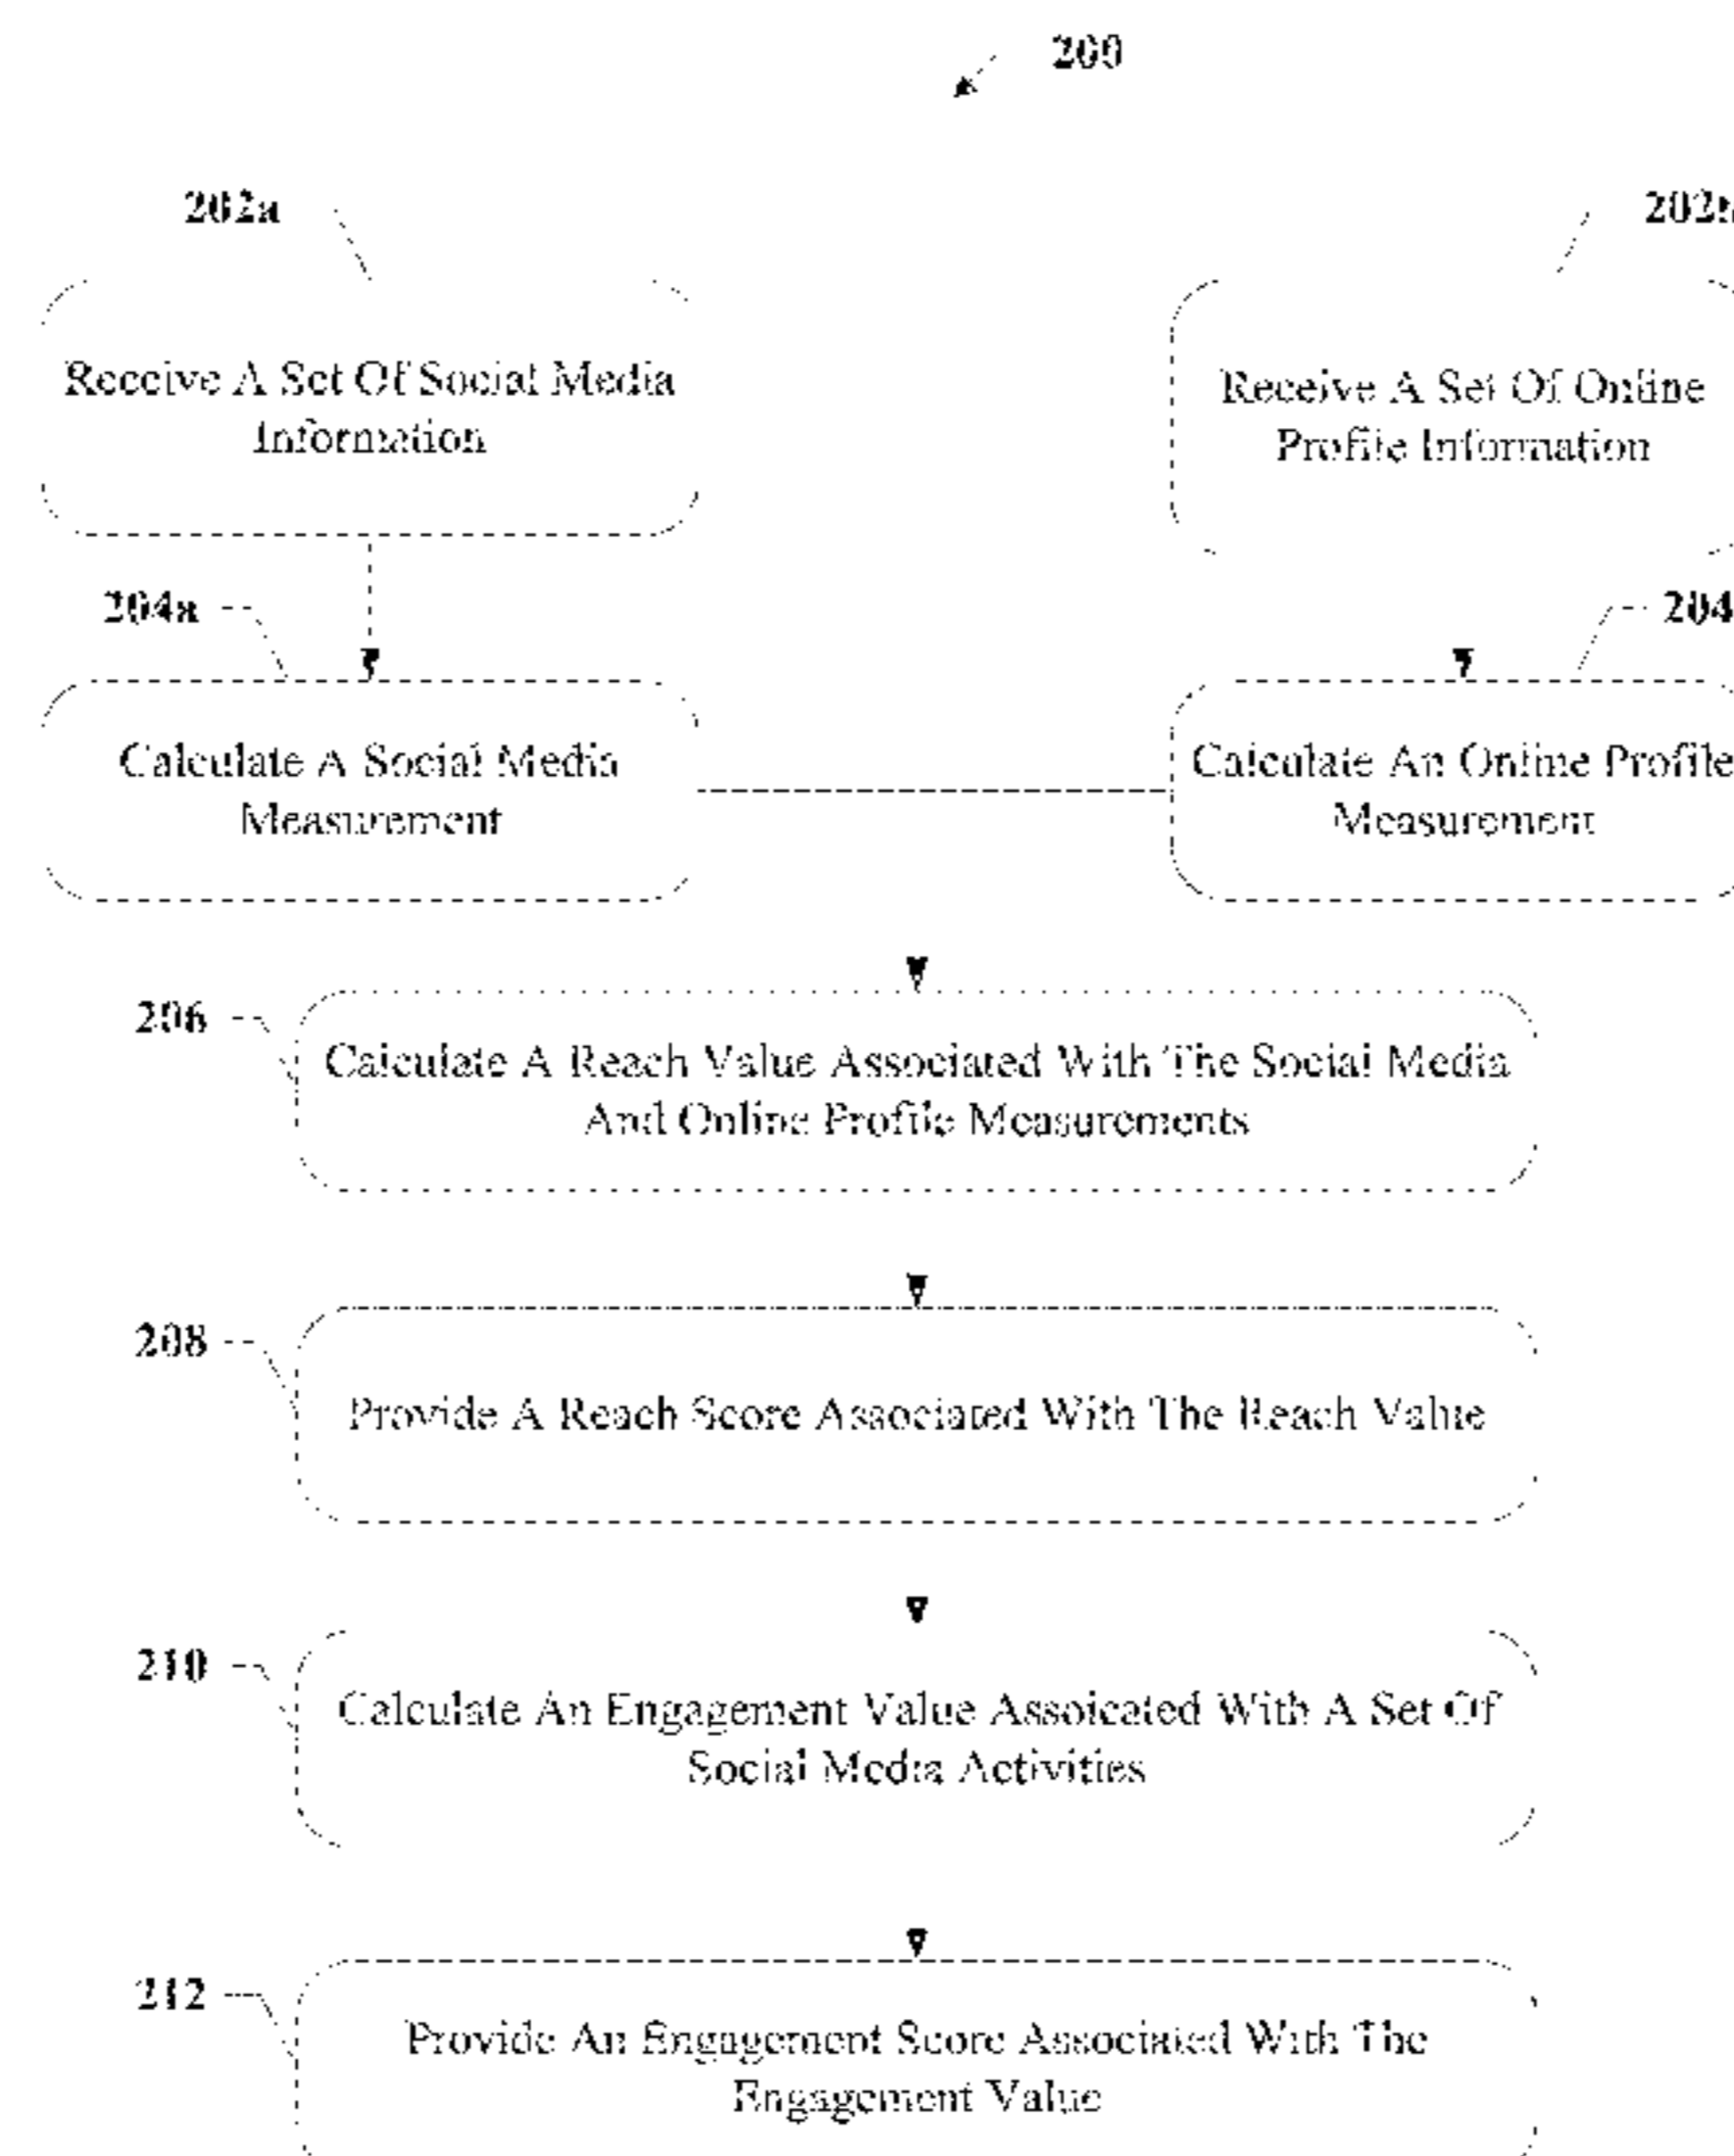 200
202a
202b
Receive A Set Of Social Media
Information
Receive A Set Of Online
Profile Information
204a
204
Calculate A Social Media
Measurement
Calculate An Online Profile
Measurement
206
Calculate A Reach Value Associated With The Social Media
And Online Profile Measurements
208
Provide A Reach Score Associated With The Reach Value
210
Calculate An Engagement Value Assoicated With A Set Of
Social Media Activities
212
Provide An Engagement Score Associated With The
Engagement Value